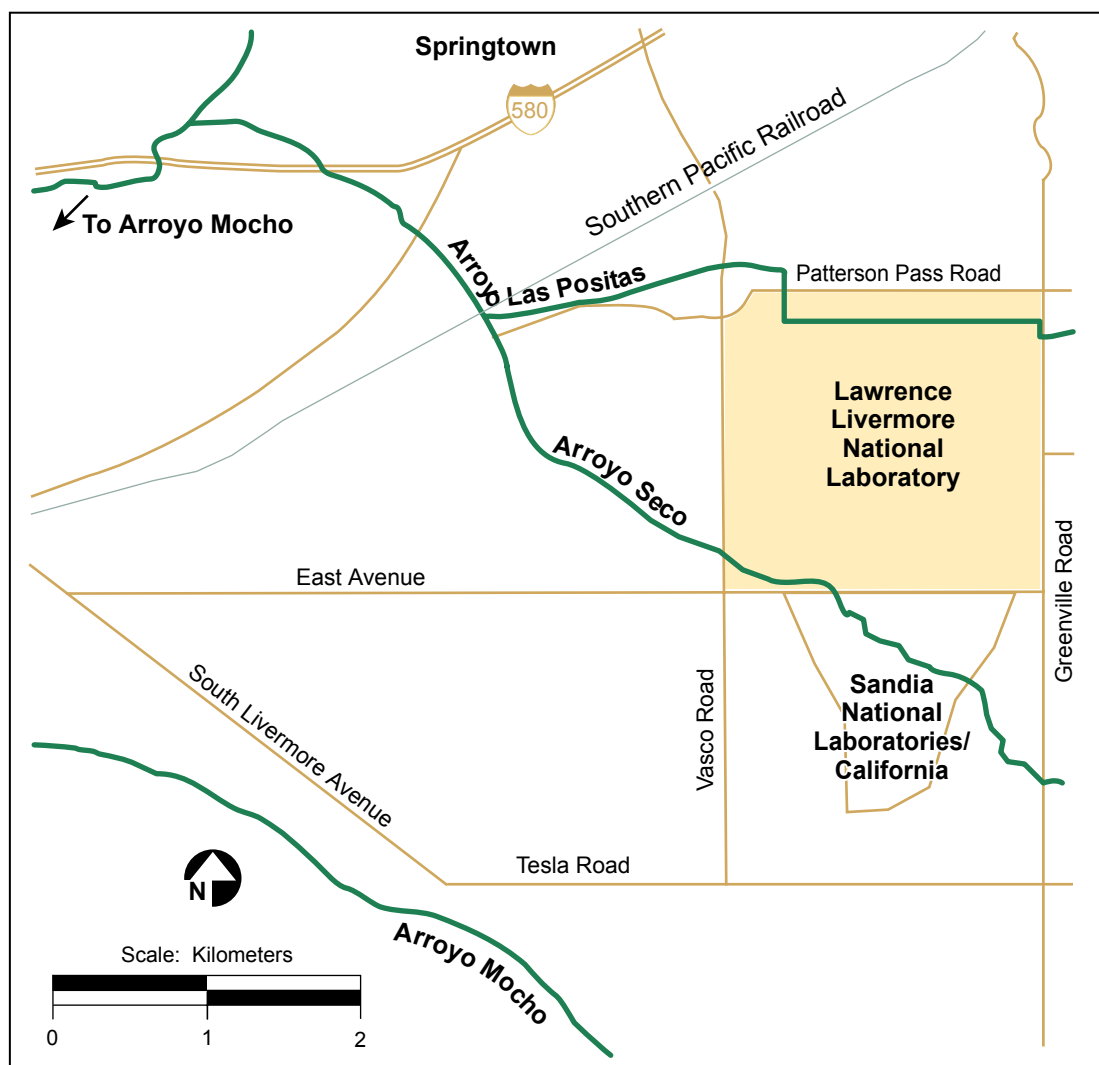 Springtown
580
Southern Pacific Railroad
To Arroyo Mocho
Arroyo Las Positas
Patterson Pass Road
Lawrence
Livermore
National
Laboratory
Arroyo Seco
East Avenue
Greenville Road
South Livermore Avenue
Vasco Road
Sandia
National
Laboratories/
California
Tesla Road
N
Arroyo Mocho
Scale: Kilometers
0 1 2